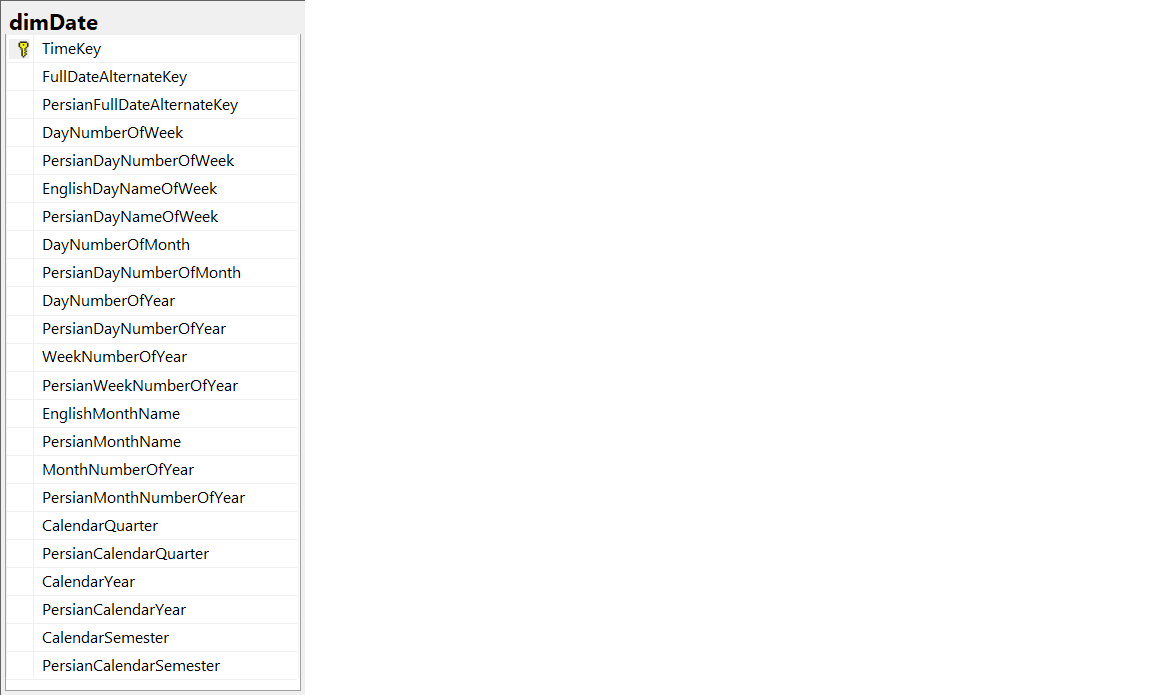 dimDate
TimeKey
FullDateAlternateKey
PersianFullDateAlternateKey
DayNumberOfWeek
PersianDayNumberOfWeek
EnglishDayNameOfWeek
PersianDayNameOfWeek
DayNumberOfMonth
PersianDayNumberOfMonth
DayNumberOfYear
PersianDayNumberOfYear
WeekNumberOfYear
PersianWeekNumberOfYear
EnglishMonthName
PersianMonthName
MonthNumberOfYear
PersianMonthNumberOfYear
CalendarQuarter
PersianCalendarQuarter
CalendarYear
PersianCalendarYear
CalendarSemester
PersianCalendarSemester